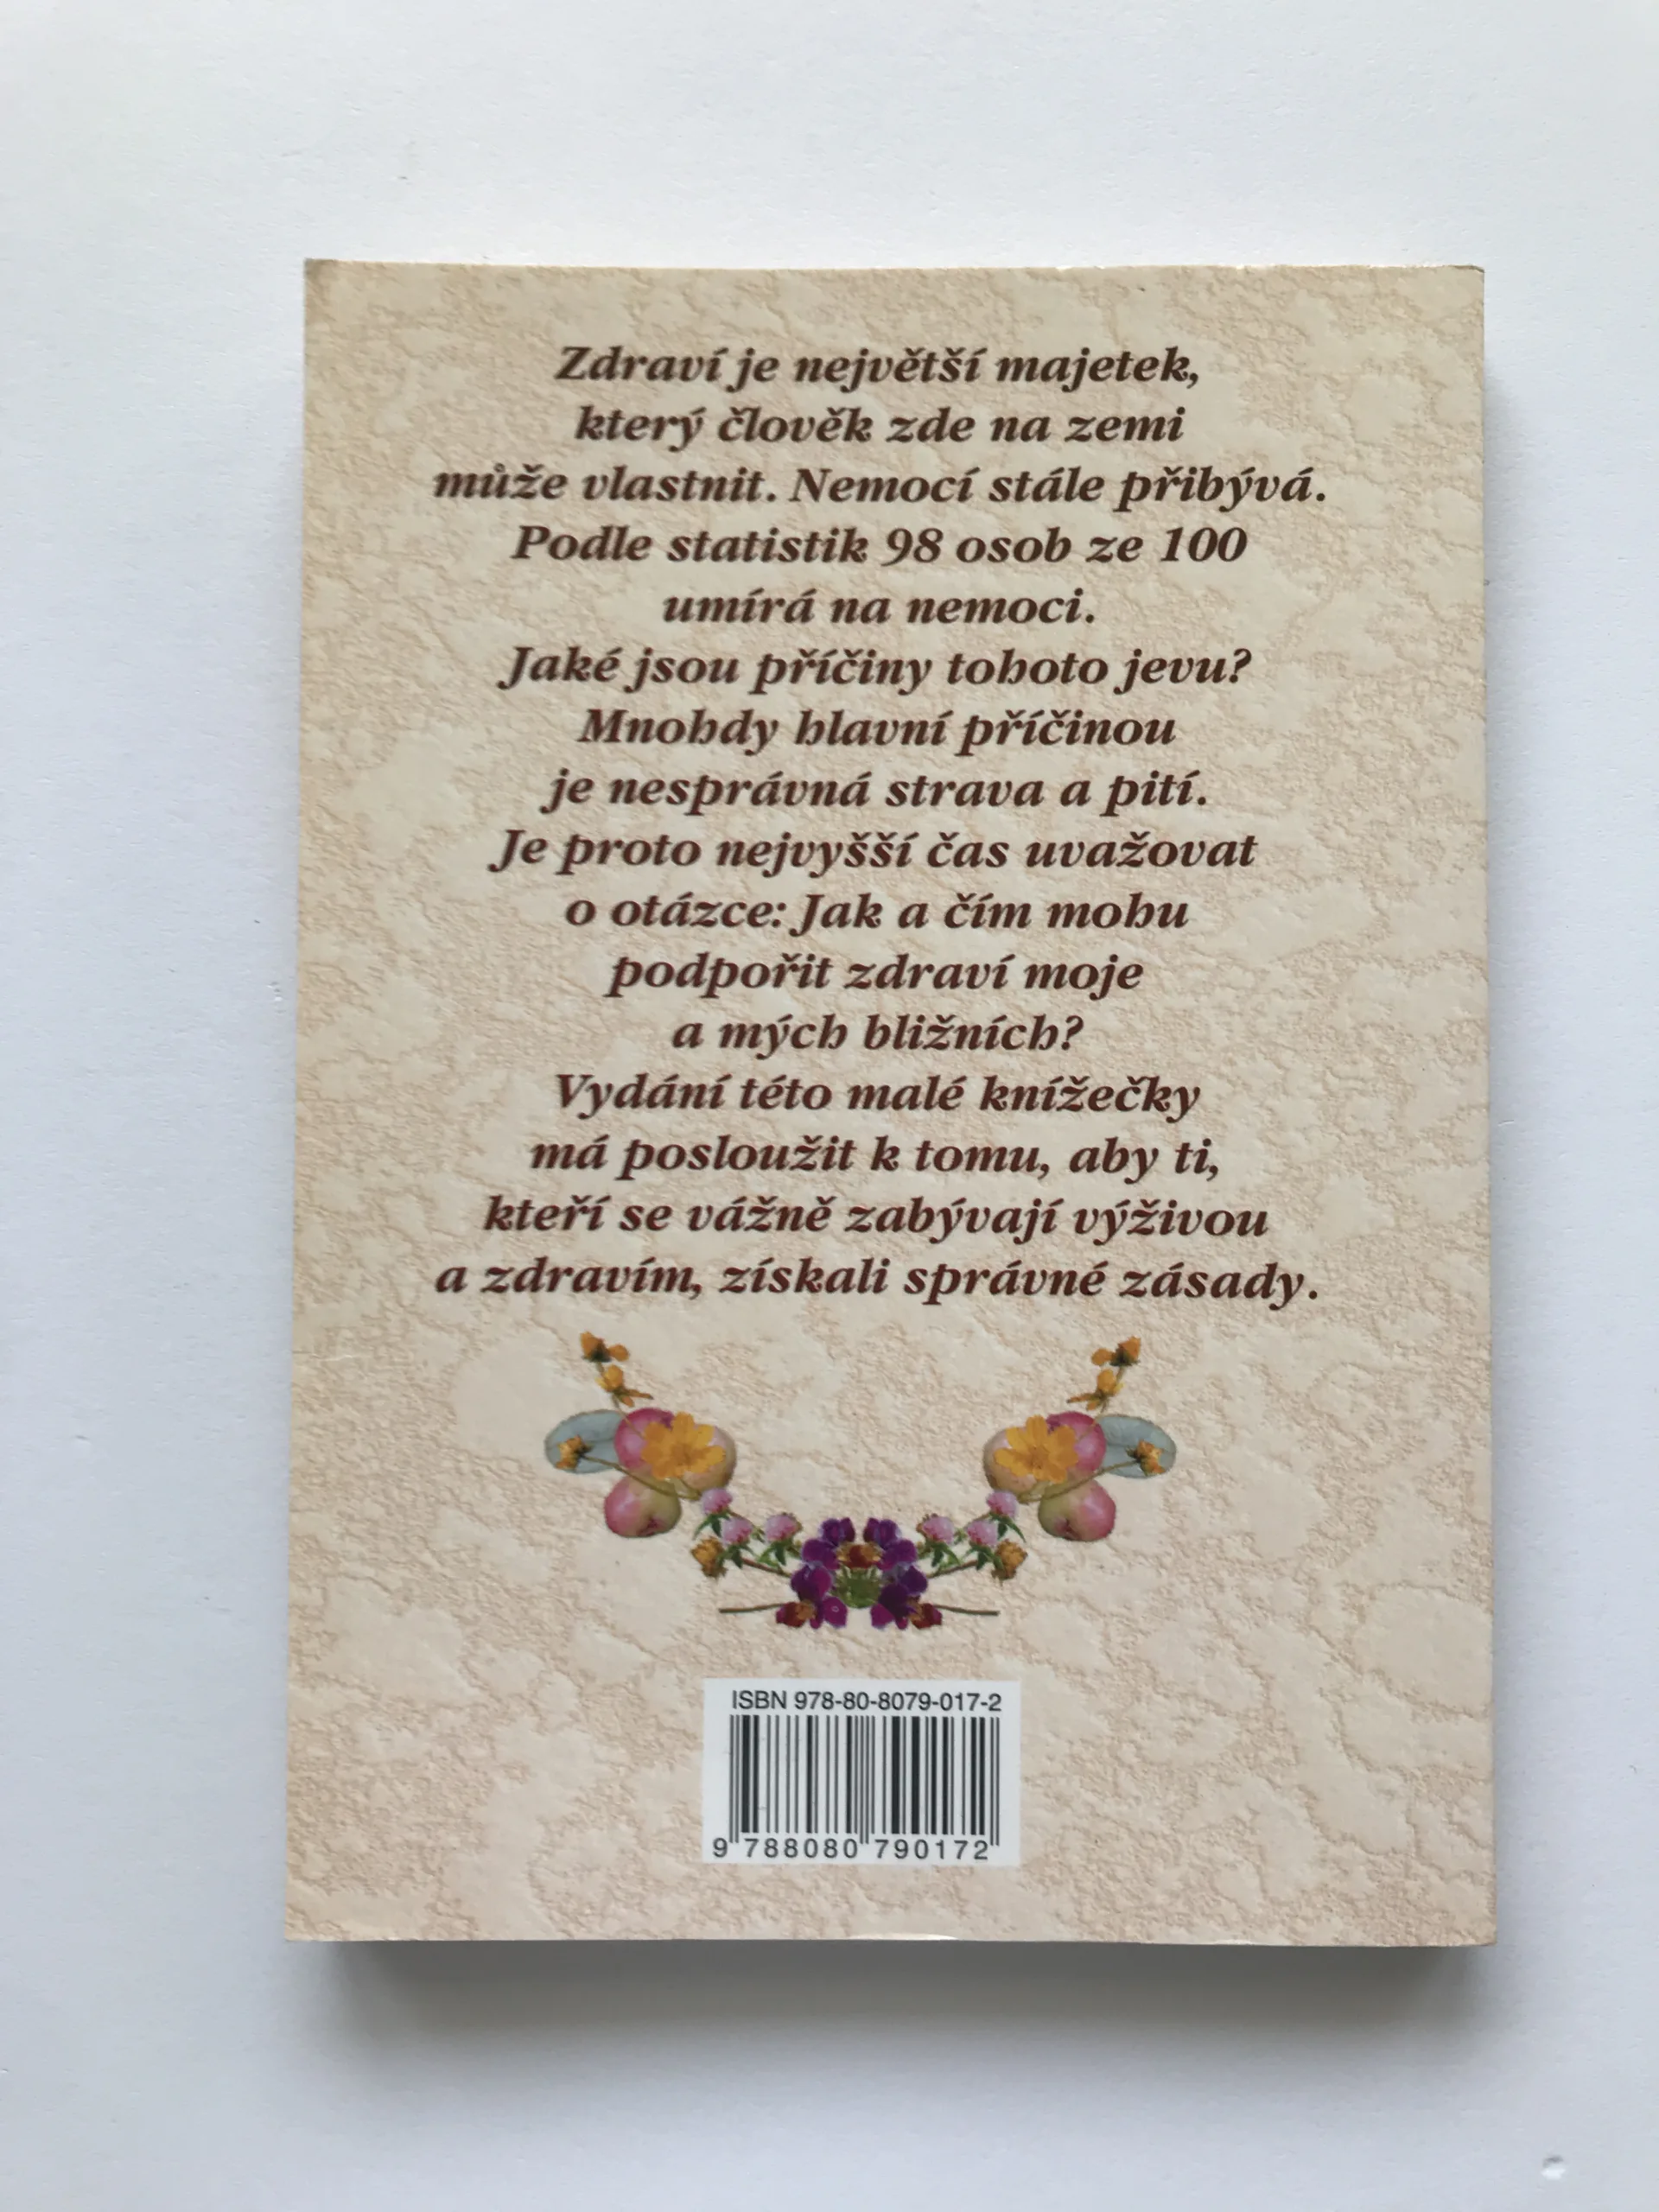 Zdraví je největší majetek,
který člověk zde na zemi
může vlastnit. Nemocí stále přibývá.
Podle statistik 98 osob ze 100
umírá na nemoci.
Jaké jsou příčiny tohoto jevu?
Mnohdy hlavní příčinou
je nesprávná strava a pití.
Je proto nejvyšší čas uvažovat
o otázce: Jak a čím mohu
podpořit zdraví moje
a mých bližních?
Vydání této malé knížečky
má posloužit k tomu, aby ti,
kteří se vážně zabývají výživou
a zdravím, získali správné zásady.
ISBN 978-80-8079-017-2
9 788080 790172